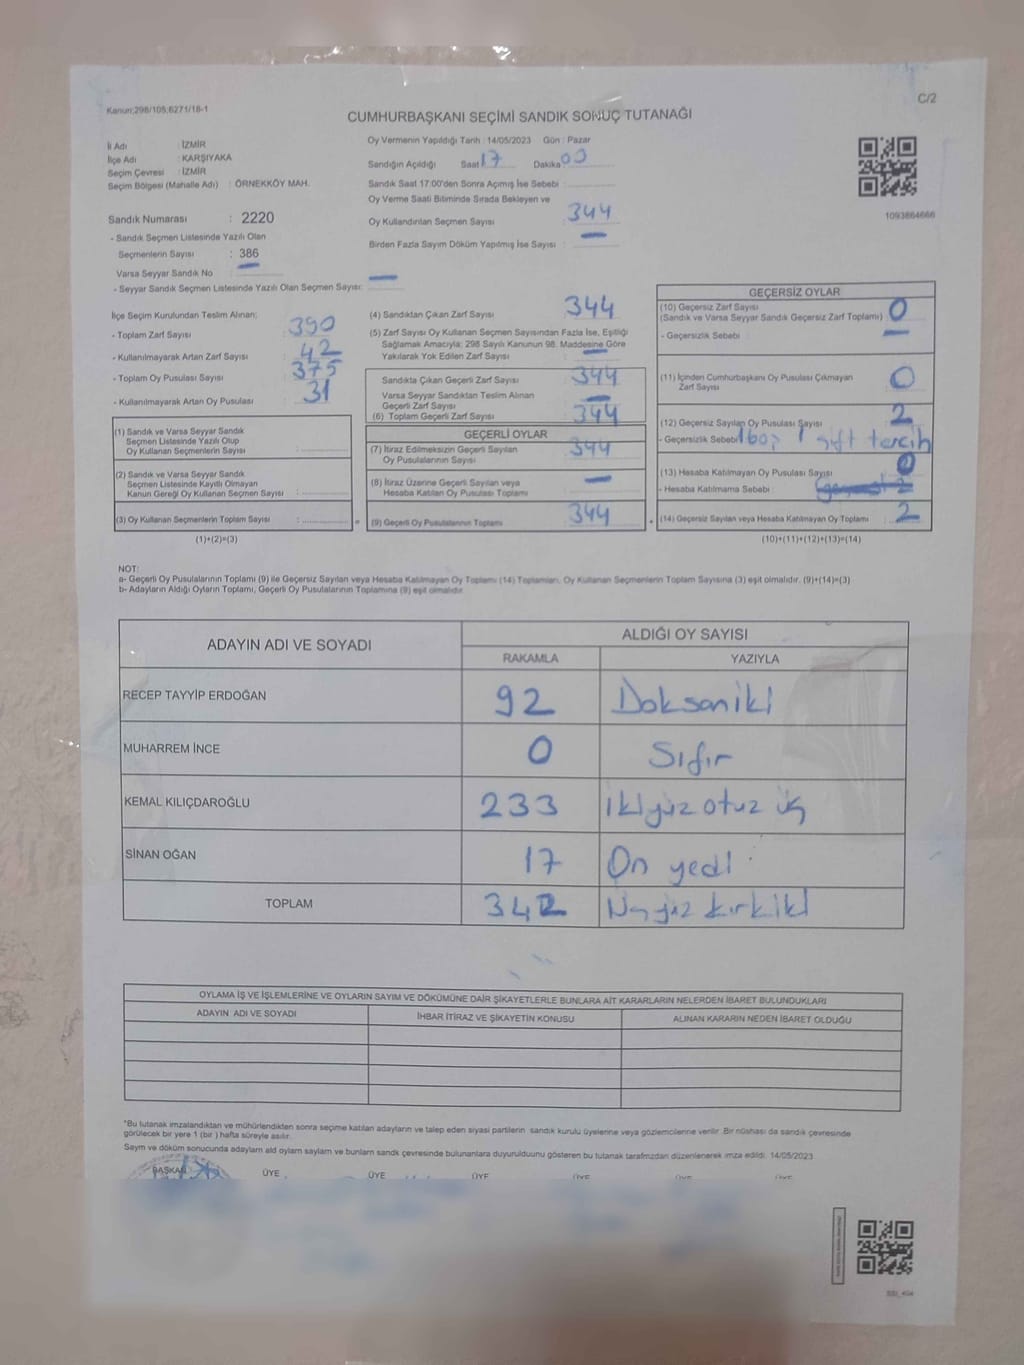 Kanun:298/105;6271/18-1
C/2
CUMHURBAŞKANI SEÇİMİ SANDIK SONUÇ TUTANAĞI
İl Adı : İZMİR
İlçe Adı : KARŞIYAKA
Seçim Çevresi : İZMİR
Seçim Bölgesi (Mahalle Adı) : ÖRNEKKÖY MAH.
Oy Vermenin Yapıldığı Tarih : 14/05/2023 Gün : Pazar
Sandığın Açıldığı Saat 17 Dakika 00
Sandık Saat 17:00'den Sonra Açımış İse Sebebi :
Oy Verme Saati Bitiminde Sırada Bekleyen ve
Oy Kullandırılan Seçmen Sayısı : 344
Birden Fazla Sayım Döküm Yapılmış İse Sayısı : —
1093864666
Sandık Numarası : 2220
- Sandık Seçmen Listesinde Yazılı Olan
Seçmenlerin Sayısı : 386
Varsa Seyyar Sandık No —
- Seyyar Sandık Seçmen Listesinde Yazılı Olan Seçmen Sayısı: —
İlçe Seçim Kurulundan Teslim Alınan;
- Toplam Zarf Sayısı : 390
- Kullanılmayarak Artan Zarf Sayısı : 42
- Toplam Oy Pusulası Sayısı : 375
- Kullanılmayarak Artan Oy Pusulası : 31
(1) Sandık ve Varsa Seyyar Sandık
Seçmen Listesinde Yazılı Olup
Oy Kullanan Seçmenlerin Sayısı :
(2) Sandık ve Varsa Seyyar Sandık
Seçmen Listesinde Kayıtlı Olmayan
Kanun Gereği Oy Kullanan Seçmen Sayısı :
(3) Oy Kullanan Seçmenlerin Toplam Sayısı : =
(1)+(2)=(3)
(4) Sandıktan Çıkan Zarf Sayısı : 344
(5) Zarf Sayısı Oy Kullanan Seçmen Sayısından Fazla İse, Eşitliği
Sağlamak Amacıyla; 298 Sayılı Kanunun 98. Maddesine Göre
Yakılarak Yok Edilen Zarf Sayısı : —
Sandıkta Çıkan Geçerli Zarf Sayısı : 344
Varsa Seyyar Sandıktan Teslim Alınan
Geçerli Zarf Sayısı : —
(6) Toplam Geçerli Zarf Sayısı : 344
GEÇERLİ OYLAR
(7) İtiraz Edilmeksizin Geçerli Sayılan
Oy Pusulalarının Sayısı : 344
(8) İtiraz Üzerine Geçerli Sayılan veya
Hesaba Katılan Oy Pusulası Toplamı : —
(9) Geçerli Oy Pusulalarının Toplamı : 344
GEÇERSİZ OYLAR
(10) Geçersiz Zarf Sayısı
(Sandık ve Varsa Seyyar Sandık Geçersiz Zarf Toplamı) : 0
- Geçersizlik Sebebi : —
(11) İçinden Cumhurbaşkanı Oy Pusulası Çıkmayan
Zarf Sayısı : 0
(12) Geçersiz Sayılan Oy Pusulası Sayısı : 2
- Geçersizlik Sebebi 1 boş 1 çift tercih
(13) Hesaba Katılmayan Oy Pusulası Sayısı 0
- Hesaba Katılmama Sebebi :
(14) Geçersiz Sayılan veya Hesaba Katılmayan Oy Toplamı : 2
(10)+(11)+(12)+(13)=(14)
NOT:
a- Geçerli Oy Pusulalarının Toplamı (9) ile Geçersiz Sayılan veya Hesaba Katılmayan Oy Toplamı (14) Toplamları, Oy Kullanan Seçmenlerin Toplam Sayısına (3) eşit olmalıdır. (9)+(14)=(3)
b- Adayların Aldığı Oyların Toplamı, Geçerli Oy Pusulalarının Toplamına (9) eşit olmalıdır.
ADAYIN ADI VE SOYADI ALDIĞI OY SAYISI
RAKAMLA YAZIYLA
RECEP TAYYİP ERDOĞAN 92 Doksaniki
MUHARREM İNCE 0 Sıfır
KEMAL KILIÇDAROĞLU 233 İkiyüz otuz üç
SİNAN OĞAN 17 On yedi
TOPLAM 342 Üçyüz kırkiki
OYLAMA İŞ VE İŞLEMLERİNE VE OYLARIN SAYIM VE DÖKÜMÜNE DAİR ŞİKAYETLERLE BUNLARA AİT KARARLARIN NELERDEN İBARET BULUNDUKLARI
ADAYIN ADI VE SOYADI İHBAR İTİRAZ VE ŞİKAYETİN KONUSU ALINAN KARARIN NEDEN İBARET OLDUĞU
*Bu tutanak imzalandıktan ve mühürlendikten sonra seçime katılan adayların ve talep eden siyasi partilerin sandık kurulu üyelerine veya gözlemcilerine verilir .Bir nüshası da sandık çevresinde
görülecek bir yere 1 (bir ) hafta süreyle asılır.
Sayım ve döküm sonucunda adayların ald oyların saylam ve bunların sandk çevresinde bulunanlara duyurulduunu gösteren bu tutanak tarafmızdan düzenlenerek imza edildi. 14/05/2023
BAŞKAN ÜYE ÜYE ÜYE ÜYE ÜYE ÜYE